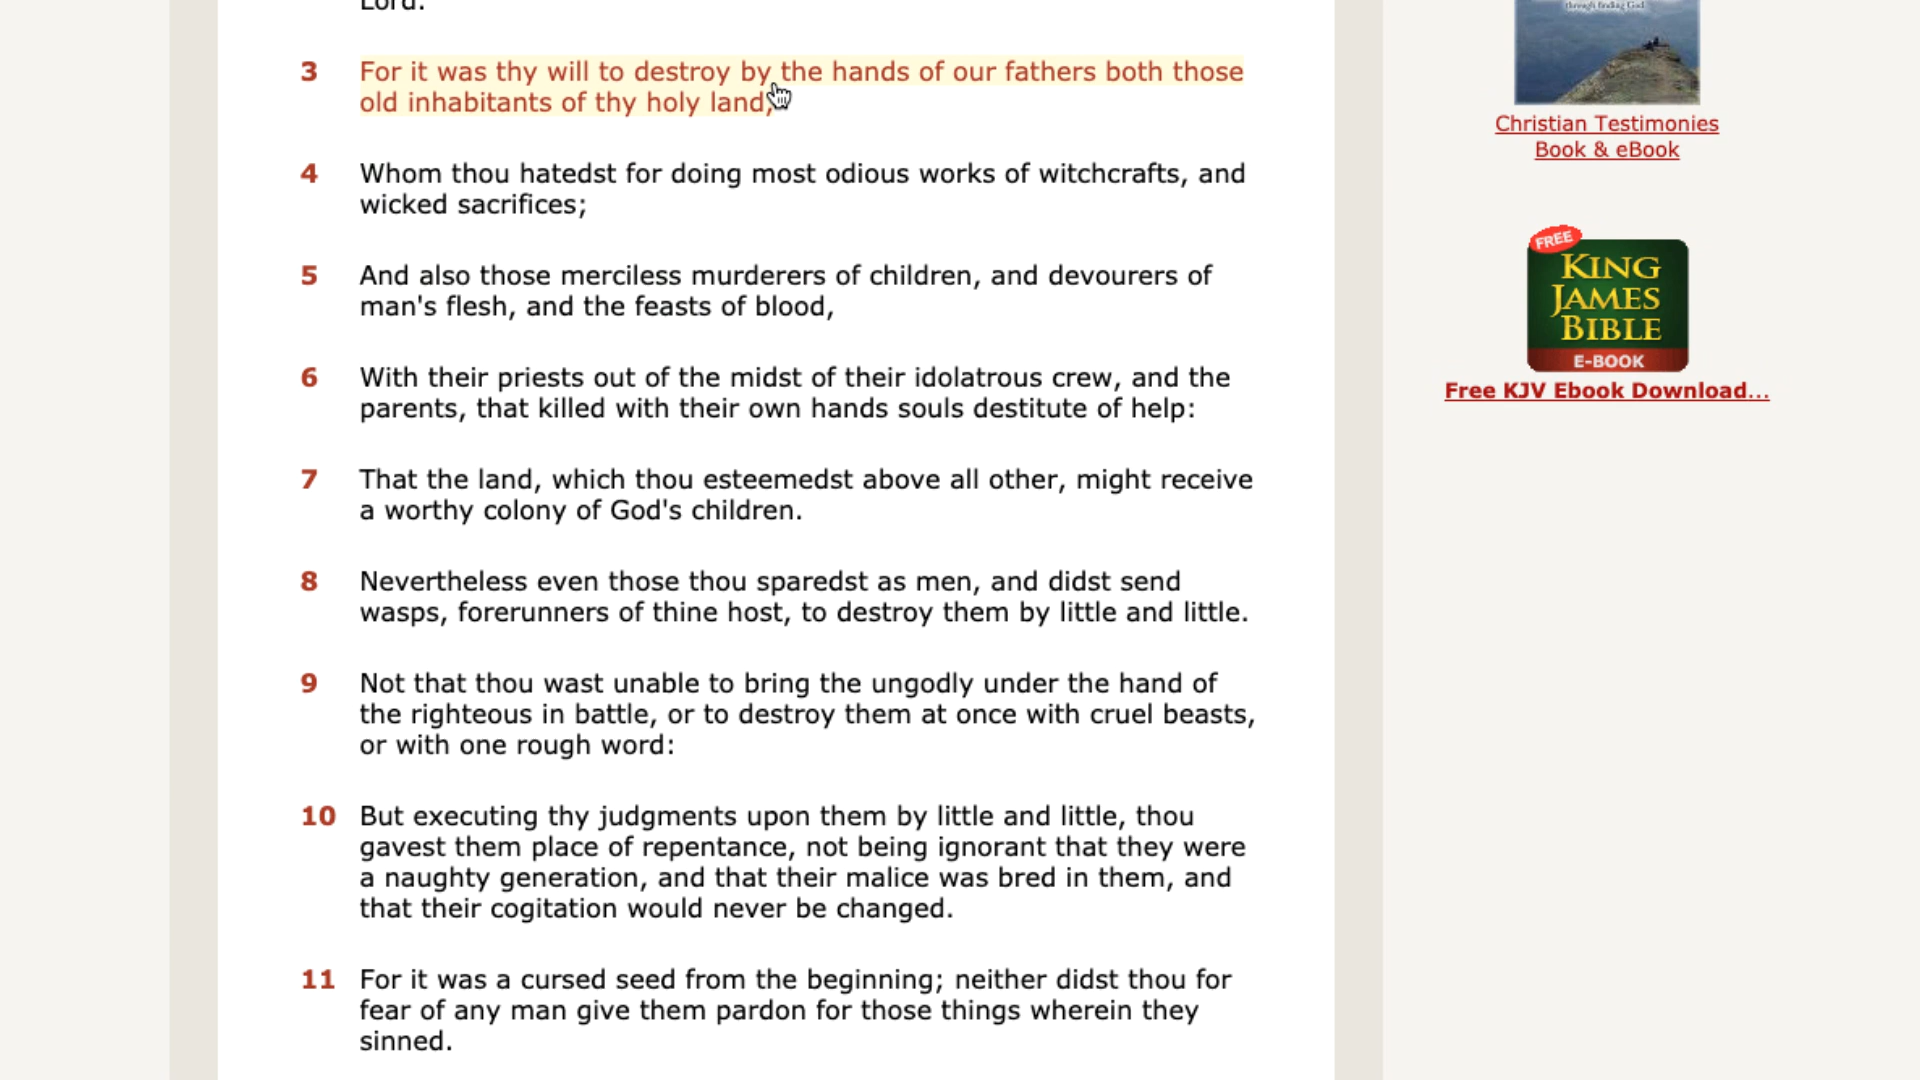 Lord.
3 For it was thy will to destroy by the hands of our fathers both those
old inhabitants of thy holy land,
4 Whom thou hatedst for doing most odious works of witchcrafts, and
wicked sacrifices;
5 And also those merciless murderers of children, and devourers of
man's flesh, and the feasts of blood,
6 With their priests out of the midst of their idolatrous crew, and the
parents, that killed with their own hands souls destitute of help:
7 That the land, which thou esteemedst above all other, might receive
a worthy colony of God's children.
8 Nevertheless even those thou sparedst as men, and didst send
wasps, forerunners of thine host, to destroy them by little and little.
9 Not that thou wast unable to bring the ungodly under the hand of
the righteous in battle, or to destroy them at once with cruel beasts,
or with one rough word:
10 But executing thy judgments upon them by little and little, thou
gavest them place of repentance, not being ignorant that they were
a naughty generation, and that their malice was bred in them, and
that their cogitation would never be changed.
11 For it was a cursed seed from the beginning; neither didst thou for
fear of any man give them pardon for those things wherein they
sinned.
through finding God
Christian Testimonies
Book & eBook
FREE
KING
JAMES
BIBLE
E-BOOK
Free KJV Ebook Download...